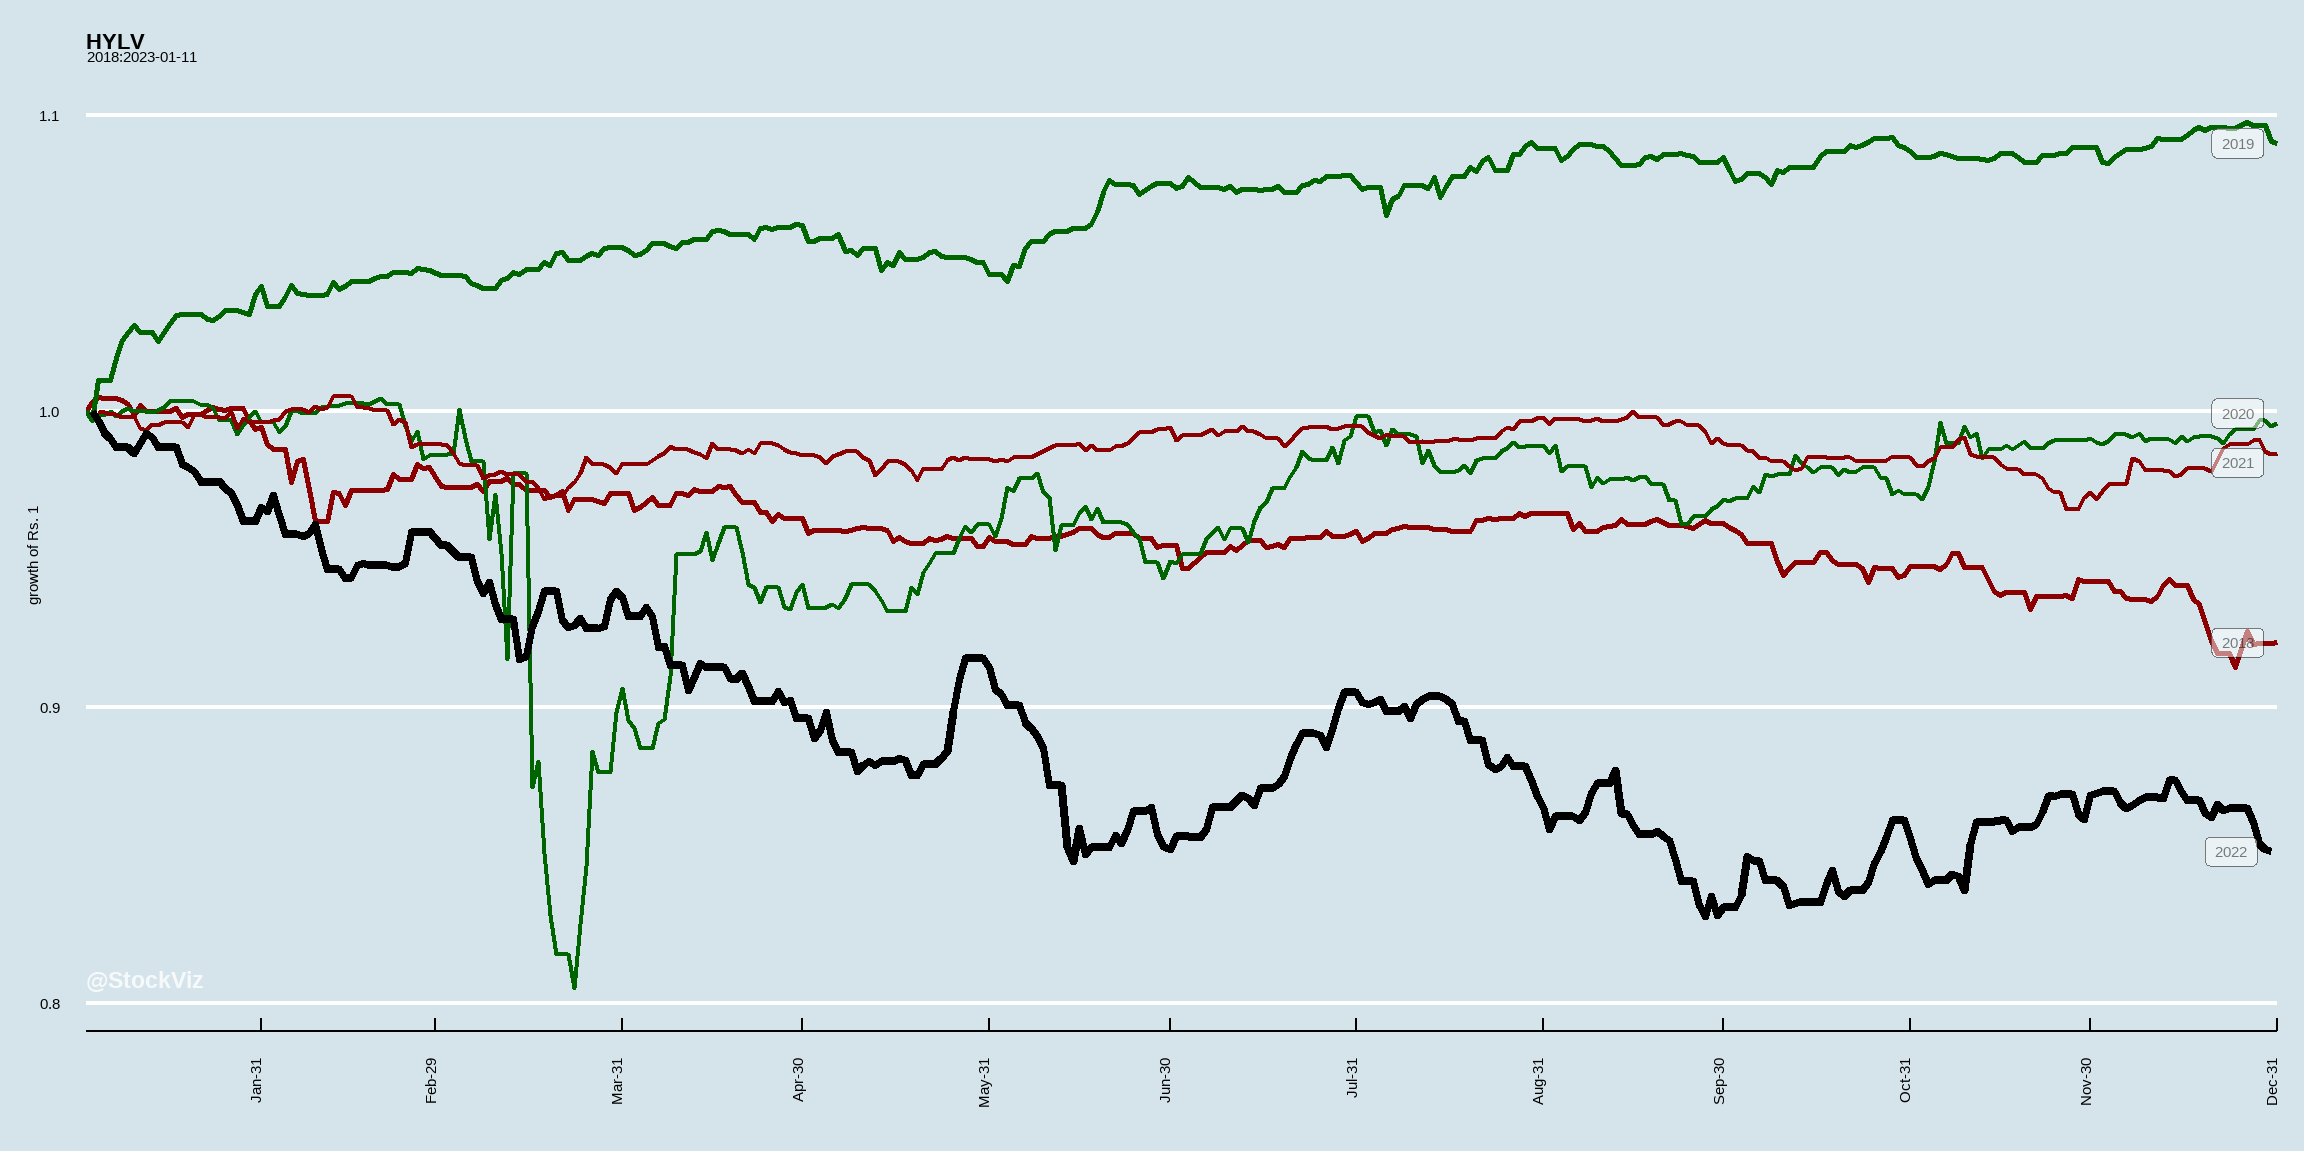 HYLV
2018:2023-01-11
1.1
1.0
0.9
0.8
growth of Rs. 1
2019
2020
2021
2018
2022
@StockViz
Jan-31
Feb-29
Mar-31
Apr-30
May-31
Jun-30
Jul-31
Aug-31
Sep-30
Oct-31
Nov-30
Dec-31